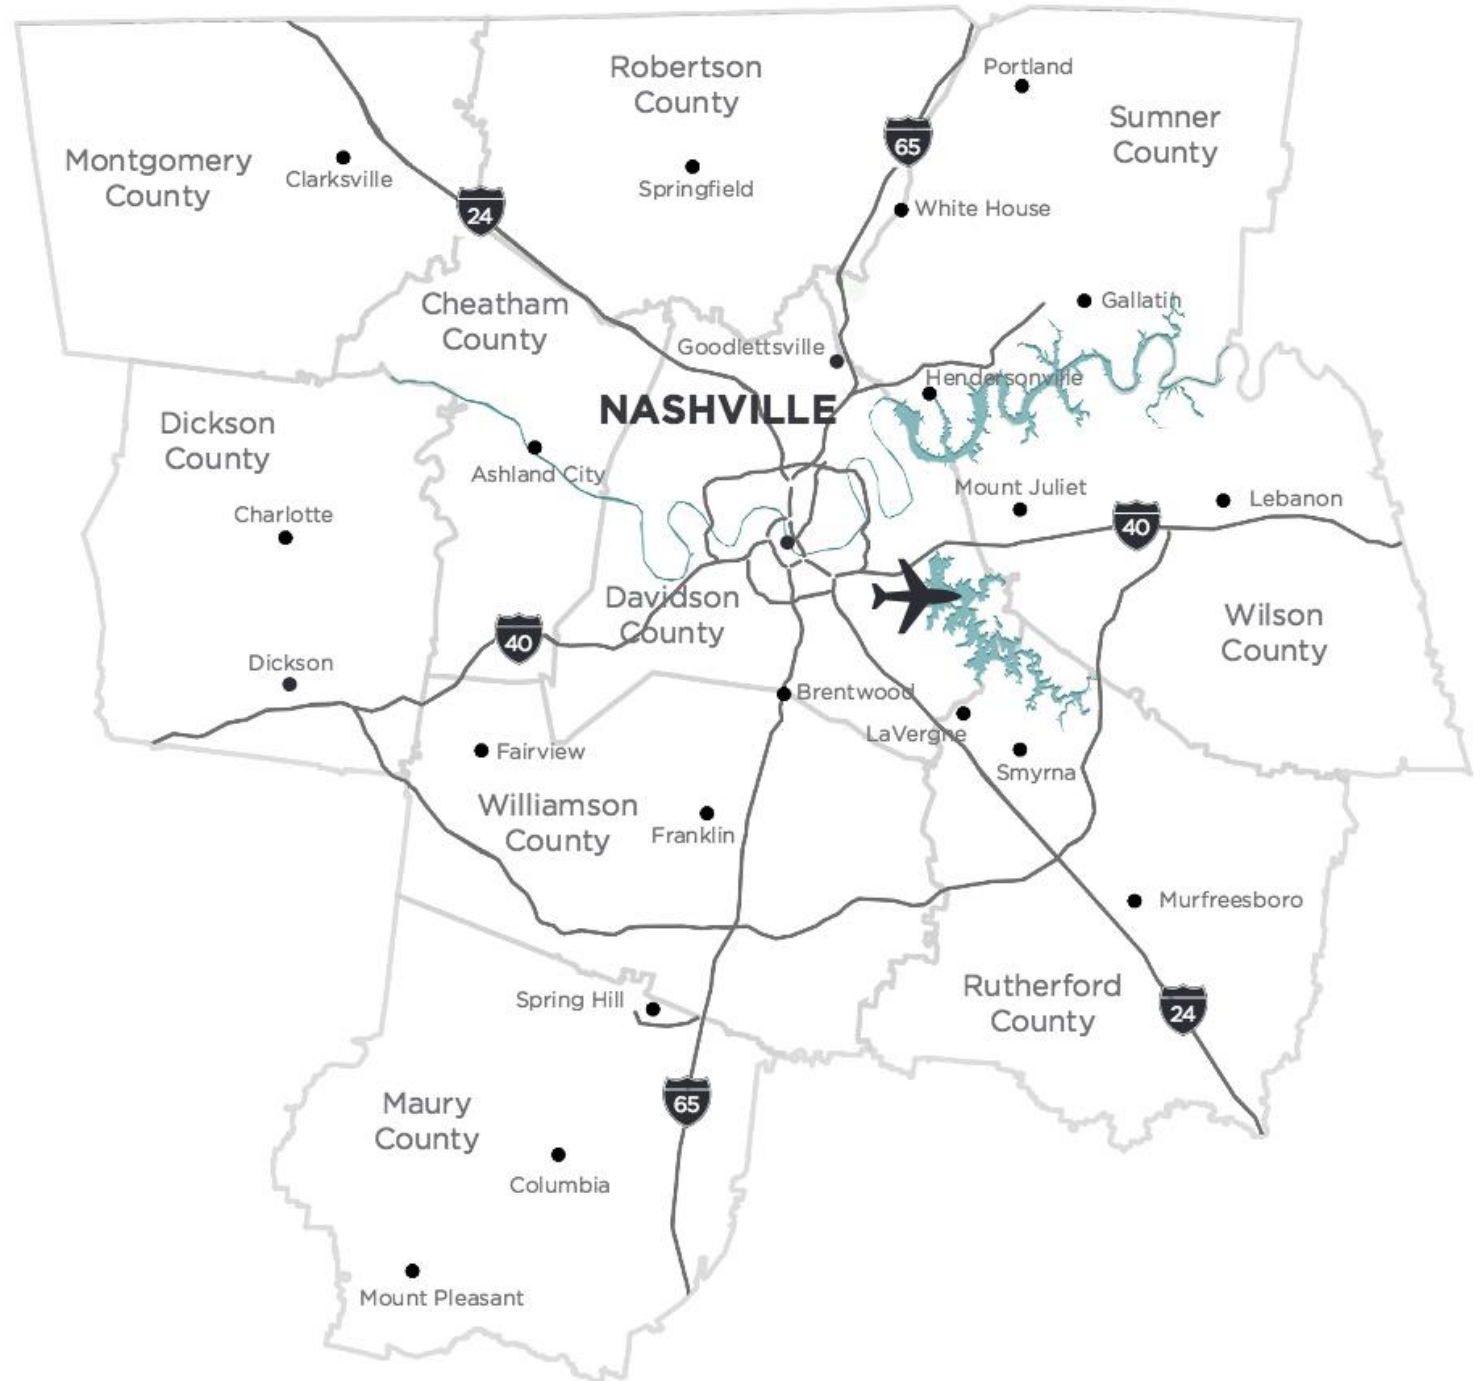 Robertson
County
Portland
Sumner
County
65
Montgomery
County
Clarksville
Springfield
24
White House
Cheatham
County
Gallatin
Goodlettsville
Hendersonville
NASHVILLE
Dickson
County
Ashland City
Mount Juliet
Lebanon
Charlotte
40
Davidson
County
Wilson
County
40
Dickson
Brentwood
LaVergne
Fairview
Smyrna
Williamson
County
Franklin
Murfreesboro
Spring Hill
Rutherford
County
24
65
Maury
County
Columbia
Mount Pleasant